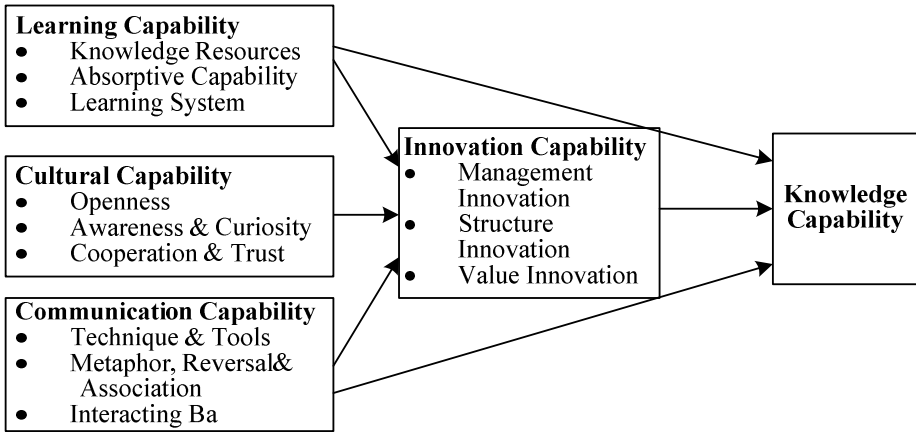 Learning Capability
● Knowledge Resources
● Absorptive Capability
● Learning System
Cultural Capability
● Openness
● Awareness & Curiosity
● Cooperation & Trust
Communication Capability
● Technique & Tools
● Metaphor, Reversal&
Association
● Interacting Ba
Innovation Capability
● Management
Innovation
● Structure
Innovation
● Value Innovation
Knowledge
Capability